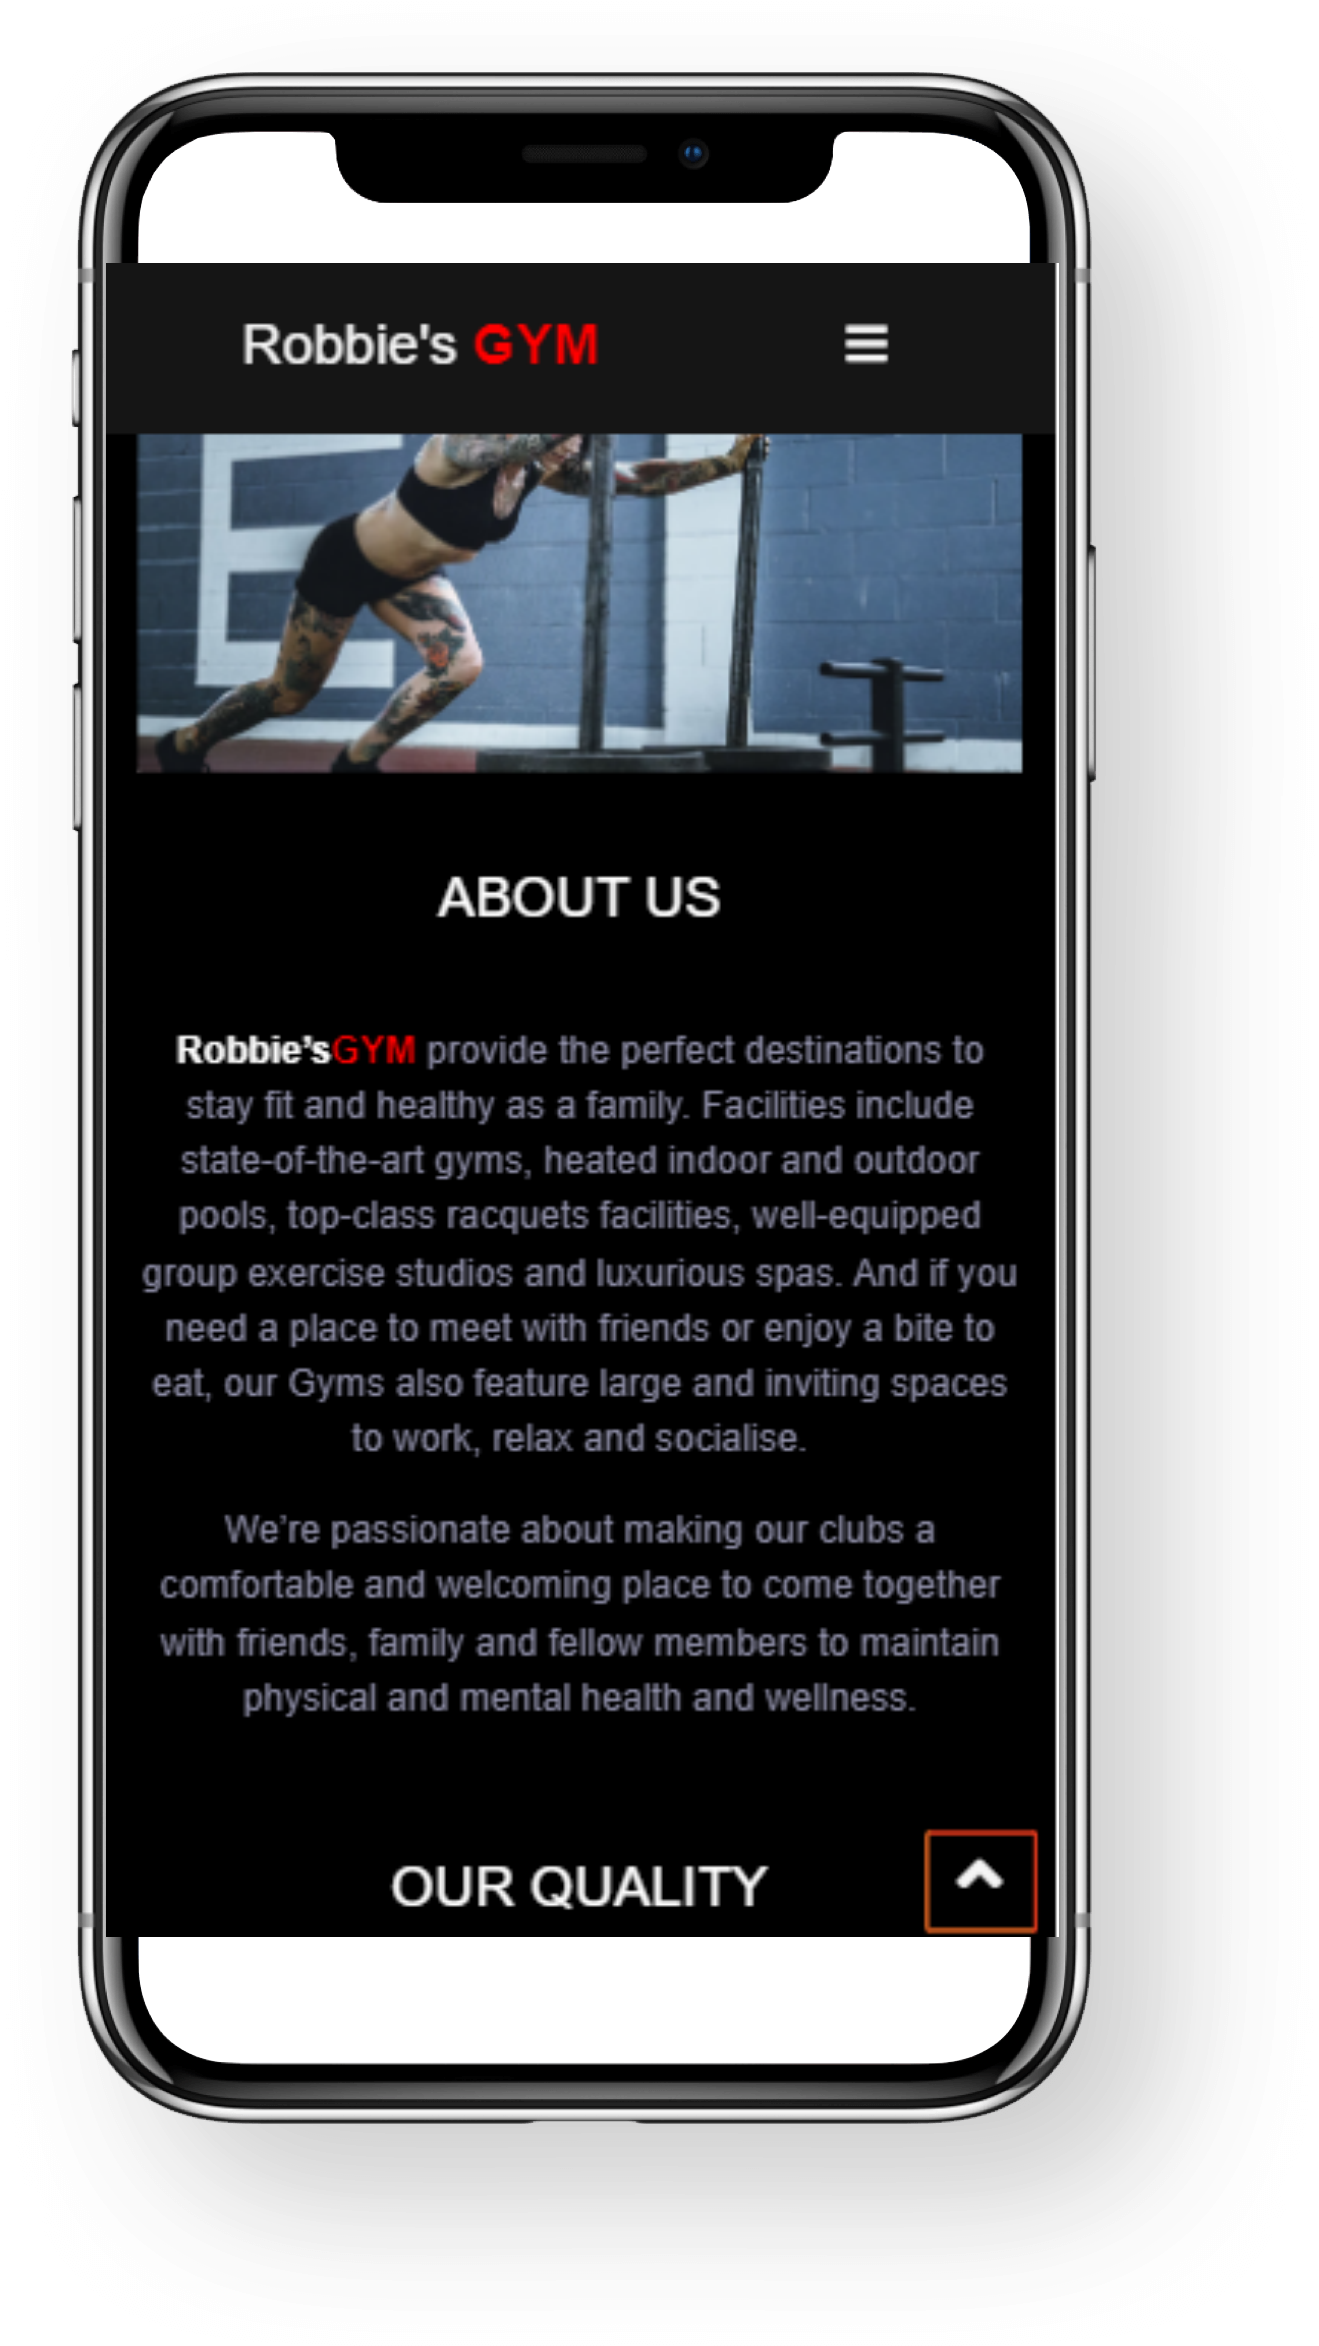 Robbie's GYM
E
ABOUT US
Robbie’sGYM provide the perfect destinations to
stay fit and healthy as a family. Facilities include
state-of-the-art gyms, heated indoor and outdoor
pools, top-class racquets facilities, well-equipped
group exercise studios and luxurious spas. And if you
need a place to meet with friends or enjoy a bite to
eat, our Gyms also feature large and inviting spaces
to work, relax and socialise.
We’re passionate about making our clubs a
comfortable and welcoming place to come together
with friends, family and fellow members to maintain
physical and mental health and wellness.
OUR QUALITY